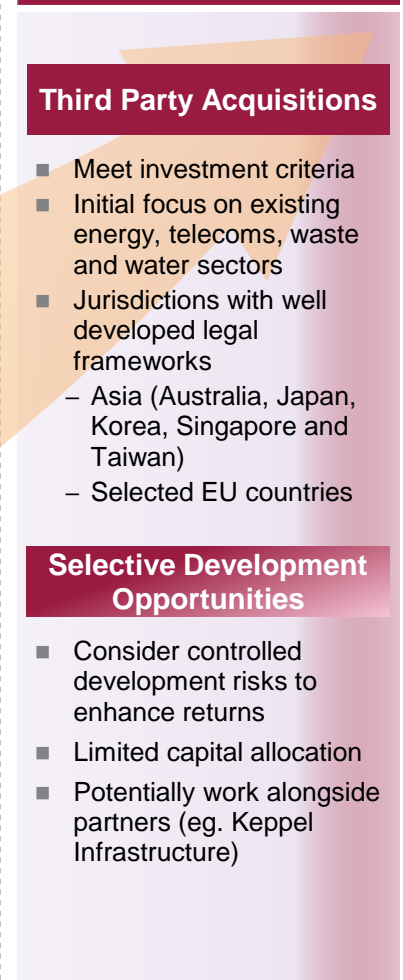 Third Party Acquisitions
■ Meet investment criteria
■ Initial focus on existing
energy, telecoms, waste
and water sectors
■ Jurisdictions with well
developed legal
frameworks
– Asia (Australia, Japan,
Korea, Singapore and
Taiwan)
– Selected EU countries
Selective Development
Opportunities
■ Consider controlled
development risks to
enhance returns
■ Limited capital allocation
■ Potentially work alongside
partners (eg. Keppel
Infrastructure)